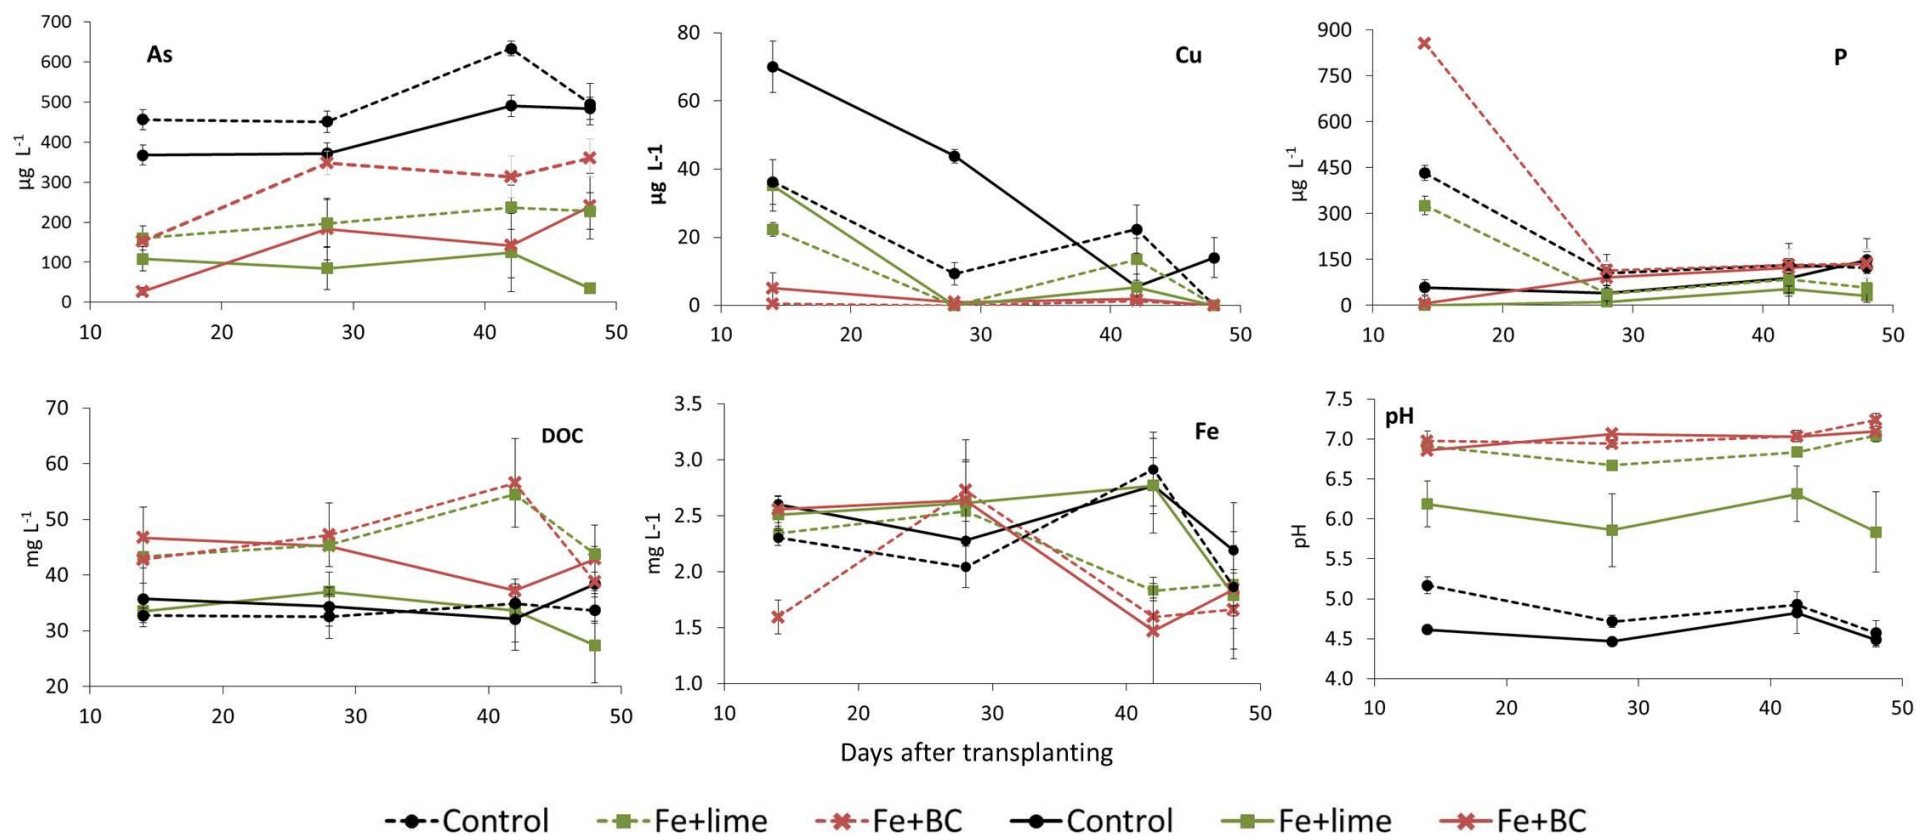 As
700
600
500
400
300
200
100
0
µg L-1
10 20 30 40 50
Cu
80
60
40
20
0
µg L-1
10 20 30 40 50
P
900
750
600
450
300
150
0
µg L-1
10 20 30 40 50
DOC
70
60
50
40
30
20
mg L-1
10 20 30 40 50
Fe
3.5
3.0
2.5
2.0
1.5
1.0
mg L-1
10 20 30 40 50
pH
7.5
7.0
6.5
6.0
5.5
5.0
4.5
4.0
pH
10 20 30 40 50
Days after transplanting
Control Fe+lime Fe+BC Control Fe+lime Fe+BC